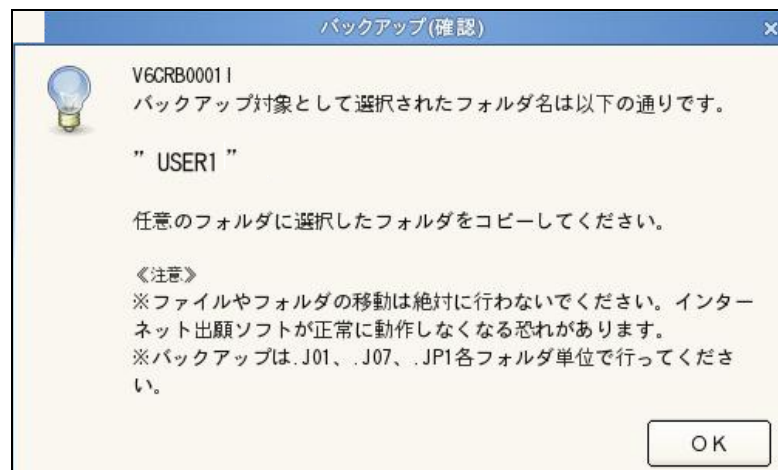 バックアップ(確認)
V6CRB0001I
バックアップ対象として選択されたフォルダ名は以下の通りです。
” USER1 ”
任意のフォルダに選択したフォルダをコピーしてください。
≪注意≫
※ファイルやフォルダの移動は絶対に行わないでください。インター
ネット出願ソフトが正常に動作しなくなる恐れがあります。
※バックアップは.J01、.J07、.JP1各フォルダ単位で行ってくださ
い。
OK